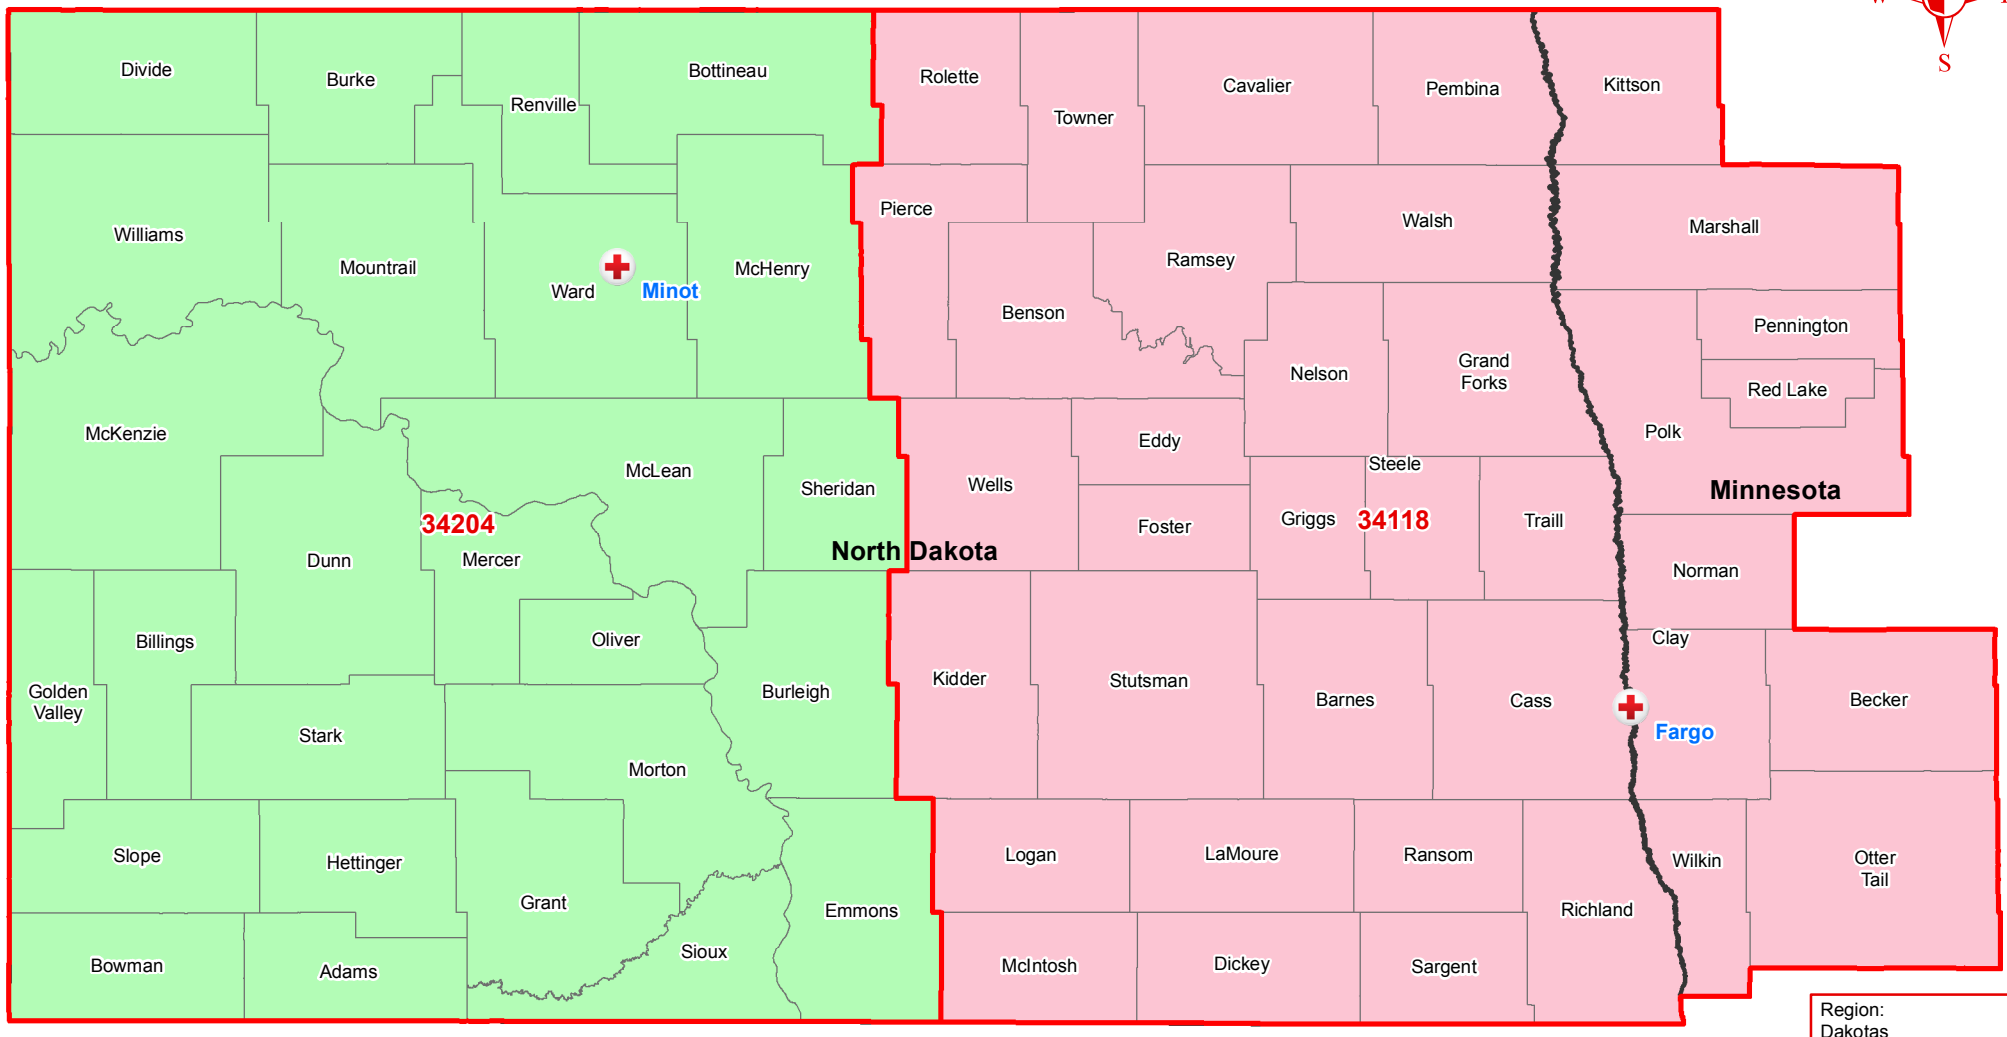 W
S
Divide
Burke
Renville
Bottineau
Rolette
Towner
Cavalier
Pembina
Kittson
Williams
Mountrail
Ward
Minot
McHenry
Pierce
Benson
Ramsey
Walsh
Marshall
Pennington
Red Lake
Nelson
Grand
Forks
Polk
McKenzie
McLean
Sheridan
Wells
Eddy
Foster
Steele
Griggs
34118
Traill
Minnesota
34204
Dunn
Mercer
North Dakota
Norman
Golden
Valley
Billings
Oliver
Burleigh
Kidder
Stutsman
Barnes
Cass
Clay
Fargo
Becker
Stark
Morton
Slope
Hettinger
Grant
Emmons
Logan
LaMoure
Ransom
Richland
Wilkin
Otter
Tail
Bowman
Adams
Sioux
McIntosh
Dickey
Sargent
Region:
Dakotas